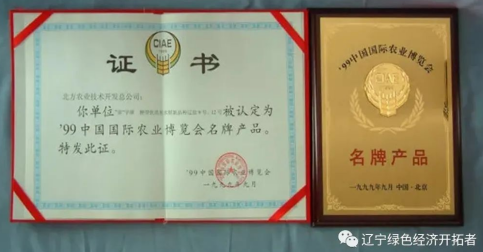 CIAE
证书
北方农业技术开发总公司:
你单位
被认定为
'99中国国际农业博览会名牌产品。
特发此证。
'99中国国际农业博览会
一九九九年九月
'99中国国际农业博览会
名牌产品
一九九九年九月 中国·北京
辽宁绿色经济开拓者